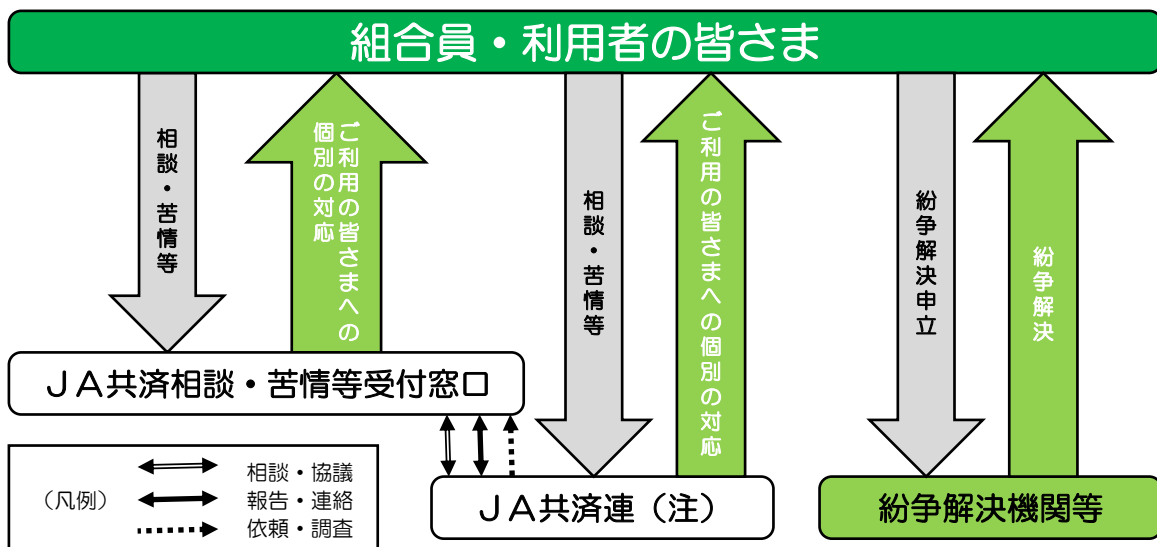 組合員・利用者の皆さま
相談・苦情等
ご利用の皆さまへの
個別の対応
相談・苦情等
ご利用の皆さまへの個別の対応
紛争解決申立
紛争解決
JA共済相談・苦情等受付窓口
JA共済連（注）
紛争解決機関等
（凡例）
相談・協議
報告・連絡
依頼・調査